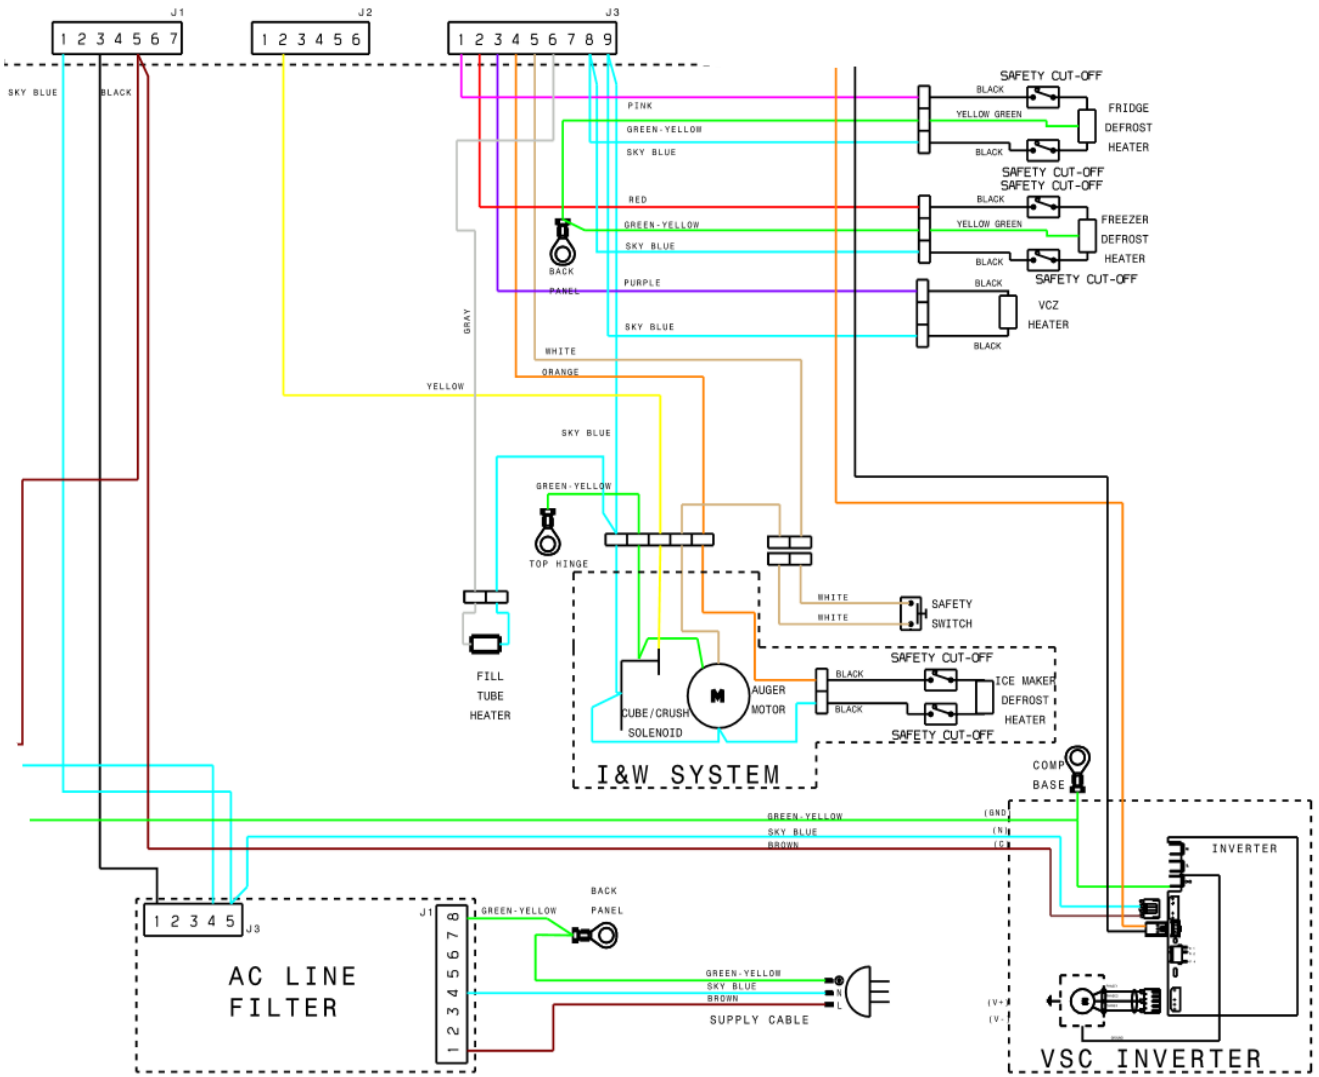 J1
J2
J3
1 2 3 4 5 6 7
1 2 3 4 5 6
1 2 3 4 5 6 7 8 9
SKY BLUE
BLACK
PINK
GREEN-YELLOW
SKY BLUE
SAFETY CUT-OFF
BLACK
YELLOW GREEN
BLACK
FRIDGE
DEFROST
HEATER
SAFETY CUT-OFF
SAFETY CUT-OFF
RED
GREEN-YELLOW
SKY BLUE
BLACK
YELLOW GREEN
BLACK
FREEZER
DEFROST
HEATER
SAFETY CUT-OFF
BACK
PANEL
PURPLE
SKY BLUE
BLACK
VCZ
HEATER
BLACK
GRAY
WHITE
ORANGE
YELLOW
SKY BLUE
GREEN-YELLOW
TOP HINGE
WHITE
WHITE
SAFETY
SWITCH
FILL
TUBE
HEATER
SAFETY CUT-OFF
BLACK
BLACK
ICE MAKER
DEFROST
HEATER
SAFETY CUT-OFF
M
AUGER
MOTOR
CUBE/CRUSH
SOLENOID
I&W SYSTEM
COMP
BASE
GREEN-YELLOW
(GND
SKY BLUE
(N)
BROWN
(C)
INVERTER
1 2 3 4 5
J3
J1
8
7
6
5
4
3
2
1
AC LINE
FILTER
GREEN-YELLOW
BACK
PANEL
GREEN-YELLOW
SKY BLUE
N
BROWN
L
SUPPLY CABLE
(V+)
(V-
M
VSC INVERTER